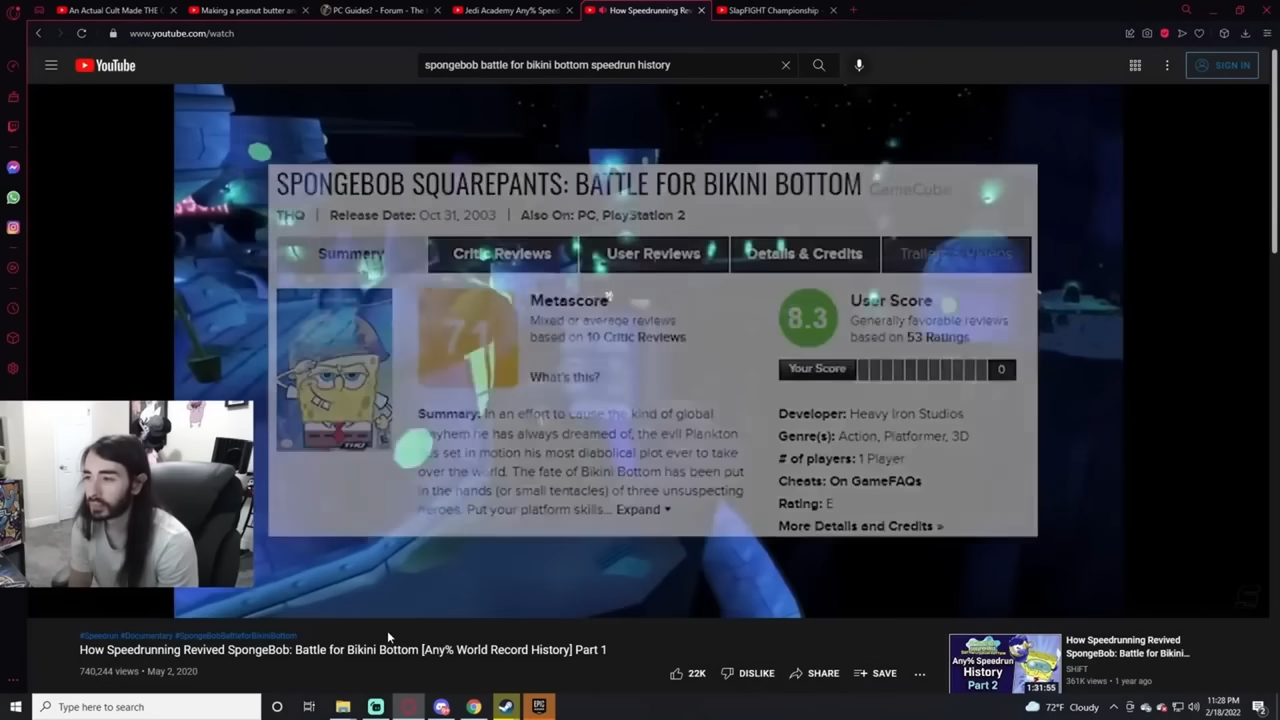 An Actual Cult Made THE
Making a peanut butter an
PC Guides? - Forum - The
Jedi Academy Any% Speed
How Speedrunning Re
SlapFIGHT Championship
www.youtube.com/watch
YouTube
spongebob battle for bikini bottom speedrun history
SIGN IN
SPONGEBOB SQUAREPANTS: BATTLE FOR BIKINI BOTTOM GameCube
THQ | Release Date: Oct 31, 2003 | Also On: PC, PlayStation 2
Summary
Critic Reviews
User Reviews
Details & Credits
Trailers & Videos
71
Metascore
Mixed or average reviews
based on 10 Critic Reviews
What's this?
8.3
User Score
Generally favorable reviews
based on 53 Ratings
Your Score
0
Summary: In an effort to cause the kind of global
mayhem he has always dreamed of, the evil Plankton
has set in motion his most diabolical plot ever to take
over the world. The fate of Bikini Bottom has been put
in the hands (or small tentacles) of three unsuspecting
heroes. Put your platform skills... Expand
Developer: Heavy Iron Studios
Genre(s): Action, Platformer, 3D
# of players: 1 Player
Cheats: On GameFAQs
Rating: E
More Details and Credits »
THQ
#Speedrun #Documentary #SpongeBobBattleforBikiniBottom
How Speedrunning Revived SpongeBob: Battle for Bikini Bottom [Any% World Record History] Part 1
740,244 views • May 2, 2020
22K
DISLIKE
SHARE
SAVE
Any% Speedrun
History
Part 2
1:31:55
How Speedrunning Revived
SpongeBob: Battle for Bikini...
SHIFT
361K views • 1 year ago
Type here to search
72°F Cloudy
11:28 PM
2/18/2022
2